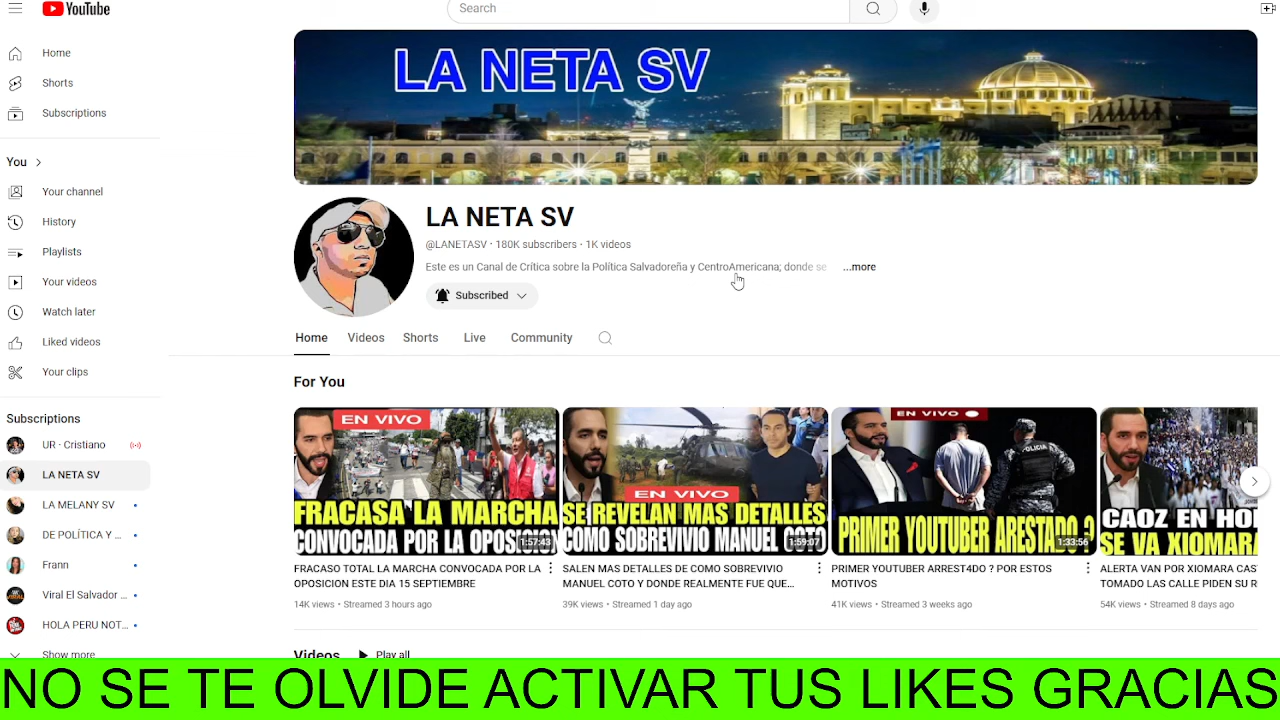 YouTube
Search
Home
Shorts
Subscriptions
You
Your channel
History
Playlists
Your videos
Watch later
Liked videos
Your clips
Subscriptions
UR - Cristiano
LA NETA SV
LA MELANY SV
DE POLÍTICA Y ...
Frann
Viral El Salvador ...
HOLA PERU NOT...
Show more
LA NETA SV
LA NETA SV
@LANETASV · 180K subscribers · 1K videos
Este es un Canal de Crítica sobre la Política Salvadoreña y CentroAmericana; donde se ...more
Subscribed
Home Videos Shorts Live Community
For You
EN VIVO
FRACASA LA MARCHA
CONVOCADA POR LA OPOSICION
1:57:43
FRACASO TOTAL LA MARCHA CONVOCADA POR LA
OPOSICION ESTE DIA 15 SEPTIEMBRE
14K views • Streamed 3 hours ago
EN VIVO
SE REVELAN MAS DETALLES
COMO SOBREVIVIO MANUEL COTO
1:59:07
SALEN MAS DETALLES DE COMO SOBREVIVIO
MANUEL COTO Y DONDE REALMENTE FUE QUE...
39K views • Streamed 1 day ago
EN VIVO
POLICIA
PRIMER YOUTUBER ARESTADO ?
1:33:56
PRIMER YOUTUBER ARREST4DO ? POR ESTOS
MOTIVOS
41K views • Streamed 3 weeks ago
CAOZ EN HO
SE VA XIOMARA
ALERTA VAN POR XIOMARA CAS
TOMADO LAS CALLE PIDEN SU R
54K views • Streamed 8 days ago
Videos Play all
NO SE TE OLVIDE ACTIVAR TUS LIKES GRACIAS